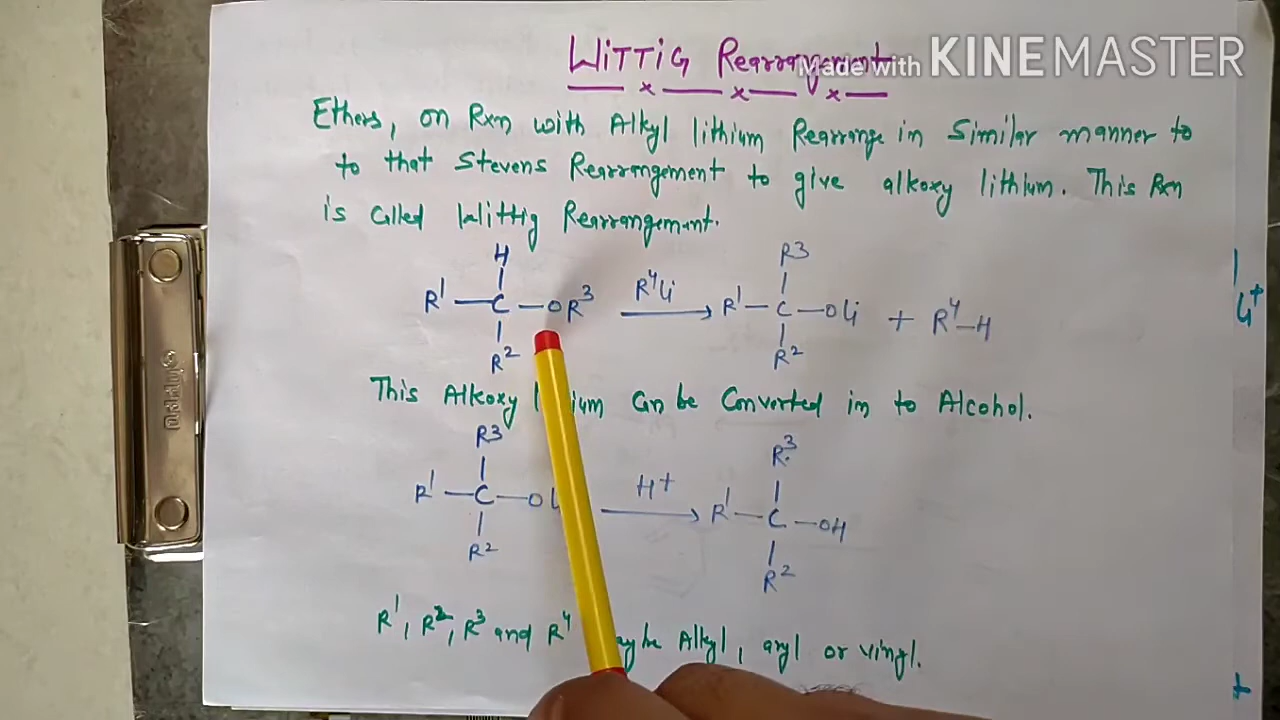 WiTTiG Rearrangement
Made with KINEMASTER
Ethers, on Rxn with Alkyl lithium Rearrange in Similar manner to
to that Stevens Rearrangement to give alkoxy lithium. This Rxn
is called Wittig Rearrangement.
H
R1 — C — OR3
R2
R4Li
R3
R1 — C — OLi + R4—H
R2
This Alkoxy can be Converted in to Alcohol.
R3
R1 — C — O
R2
H+
R3
R1 — C — OH
R2
R1, R2, R3 and R4 Alkyl, aryl or vinyl.
Li+
+